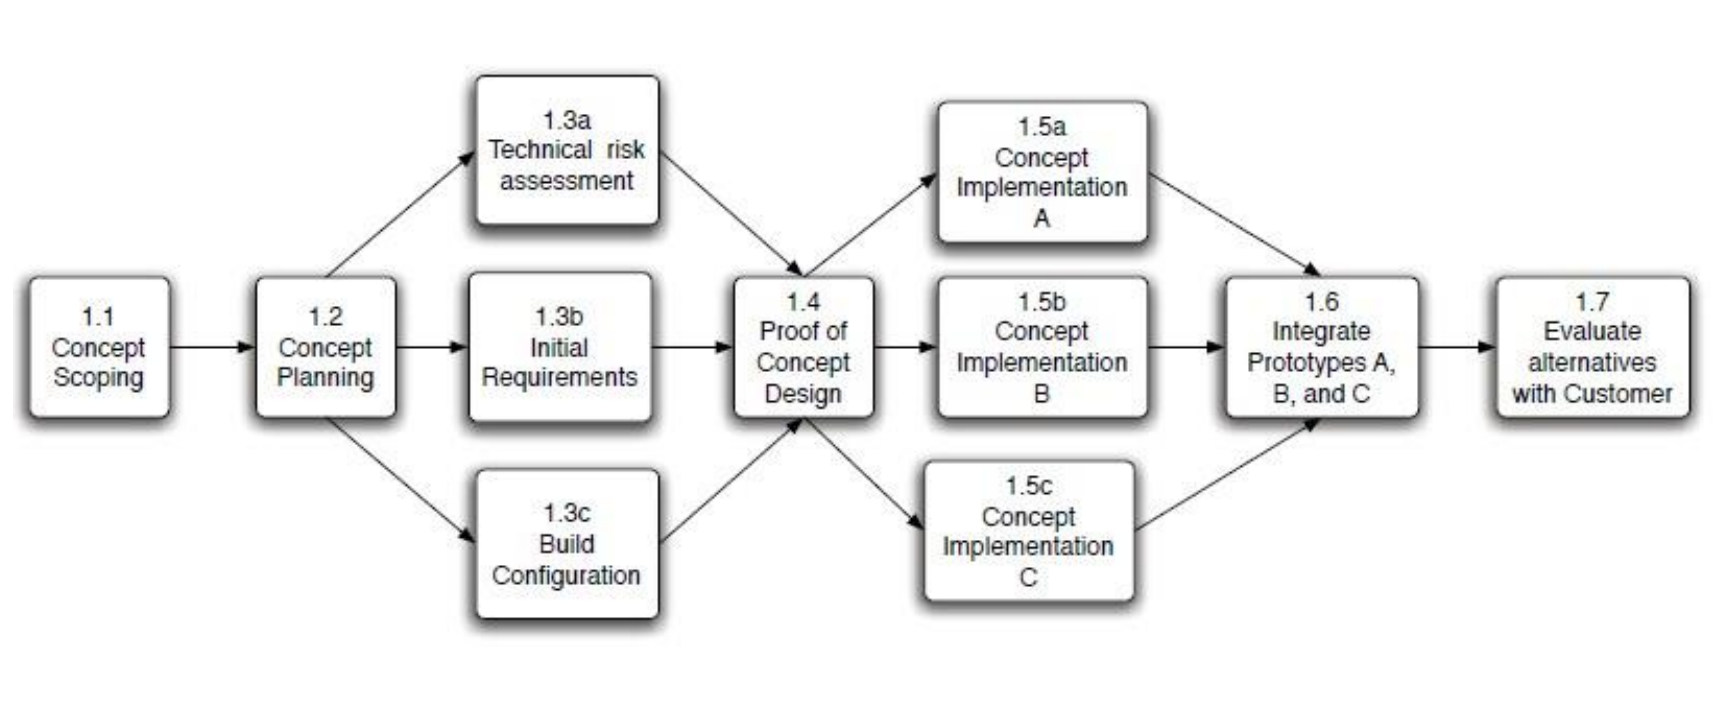 1.1
Concept
Scoping
1.2
Concept
Planning
1.3a
Technical risk
assessment
1.3b
Initial
Requirements
1.3c
Build
Configuration
1.4
Proof of
Concept
Design
1.5a
Concept
Implementation
A
1.5b
Concept
Implementation
B
1.5c
Concept
Implementation
C
1.6
Integrate
Prototypes A,
B, and C
1.7
Evaluate
alternatives
with Customer